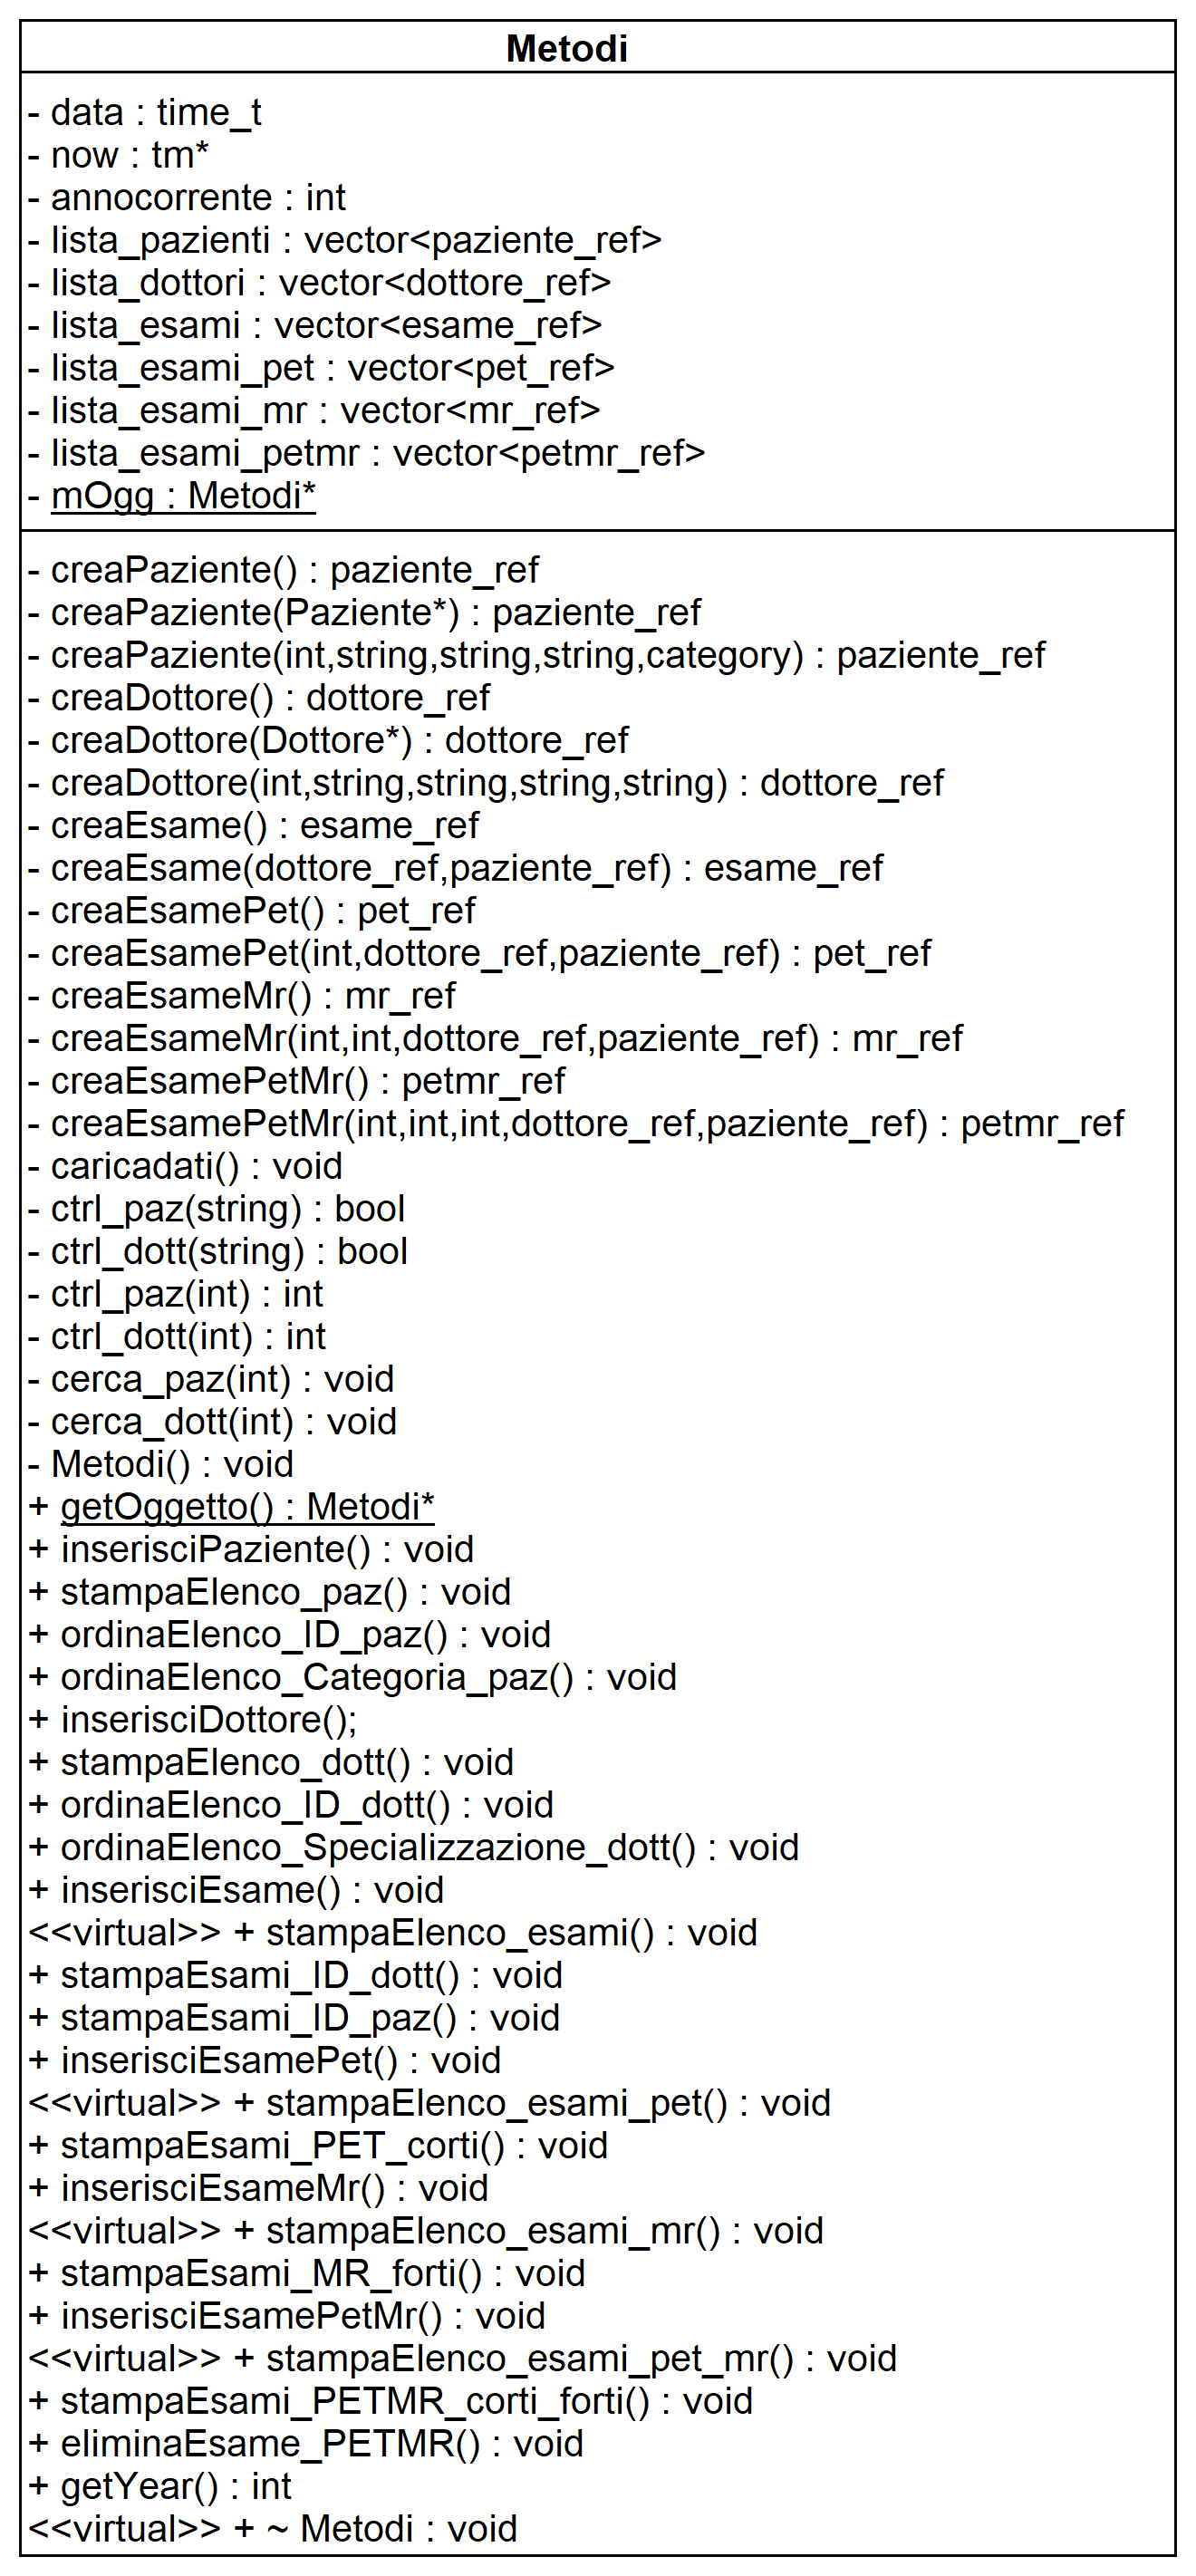 Metodi
- data : time_t
- now : tm*
- annocorrente : int
- lista_pazienti : vector<paziente_ref>
- lista_dottori : vector<dottore_ref>
- lista_esami : vector<esame_ref>
- lista_esami_pet : vector<pet_ref>
- lista_esami_mr : vector<mr_ref>
- lista_esami_petmr : vector<petmr_ref>
- mOgg : Metodi*
- creaPaziente() : paziente_ref
- creaPaziente(Paziente*) : paziente_ref
- creaPaziente(int,string,string,string,category) : paziente_ref
- creaDottore() : dottore_ref
- creaDottore(Dottore*) : dottore_ref
- creaDottore(int,string,string,string,string) : dottore_ref
- creaEsame() : esame_ref
- creaEsame(dottore_ref,paziente_ref) : esame_ref
- creaEsamePet() : pet_ref
- creaEsamePet(int,dottore_ref,paziente_ref) : pet_ref
- creaEsameMr() : mr_ref
- creaEsameMr(int,int,dottore_ref,paziente_ref) : mr_ref
- creaEsamePetMr() : petmr_ref
- creaEsamePetMr(int,int,int,dottore_ref,paziente_ref) : petmr_ref
- caricadati() : void
- ctrl_paz(string) : bool
- ctrl_dott(string) : bool
- ctrl_paz(int) : int
- ctrl_dott(int) : int
- cerca_paz(int) : void
- cerca_dott(int) : void
- Metodi() : void
+ getOggetto() : Metodi*
+ inserisciPaziente() : void
+ stampaElenco_paz() : void
+ ordinaElenco_ID_paz() : void
+ ordinaElenco_Categoria_paz() : void
+ inserisciDottore();
+ stampaElenco_dott() : void
+ ordinaElenco_ID_dott() : void
+ ordinaElenco_Specializzazione_dott() : void
+ inserisciEsame() : void
<<virtual>> + stampaElenco_esami() : void
+ stampaEsami_ID_dott() : void
+ stampaEsami_ID_paz() : void
+ inserisciEsamePet() : void
<<virtual>> + stampaElenco_esami_pet() : void
+ stampaEsami_PET_corti() : void
+ inserisciEsameMr() : void
<<virtual>> + stampaElenco_esami_mr() : void
+ stampaEsami_MR_forti() : void
+ inserisciEsamePetMr() : void
<<virtual>> + stampaElenco_esami_pet_mr() : void
+ stampaEsami_PETMR_corti_forti() : void
+ eliminaEsame_PETMR() : void
+ getYear() : int
<<virtual>> + ~ Metodi : void